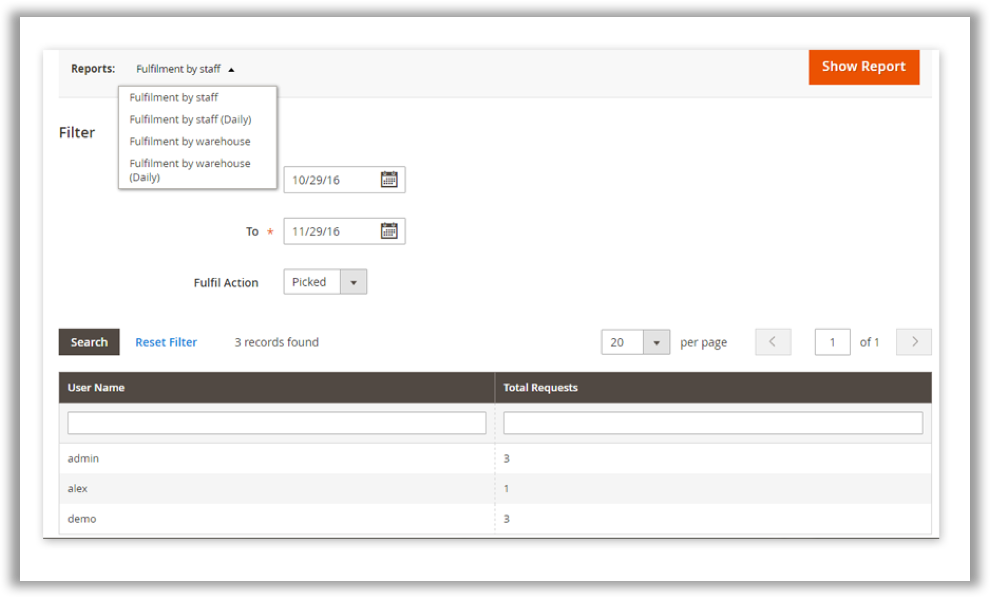 Reports: Fulfilment by staff ▲ Show Report
Fulfilment by staff
Fulfilment by staff (Daily)
Filter
Fulfilment by warehouse
Fulfilment by warehouse
(Daily)
10/29/16
To * 11/29/16
Fulfil Action Picked
Search Reset Filter 3 records found 20 per page 1 of 1
User Name Total Requests
admin 3
alex 1
demo 3